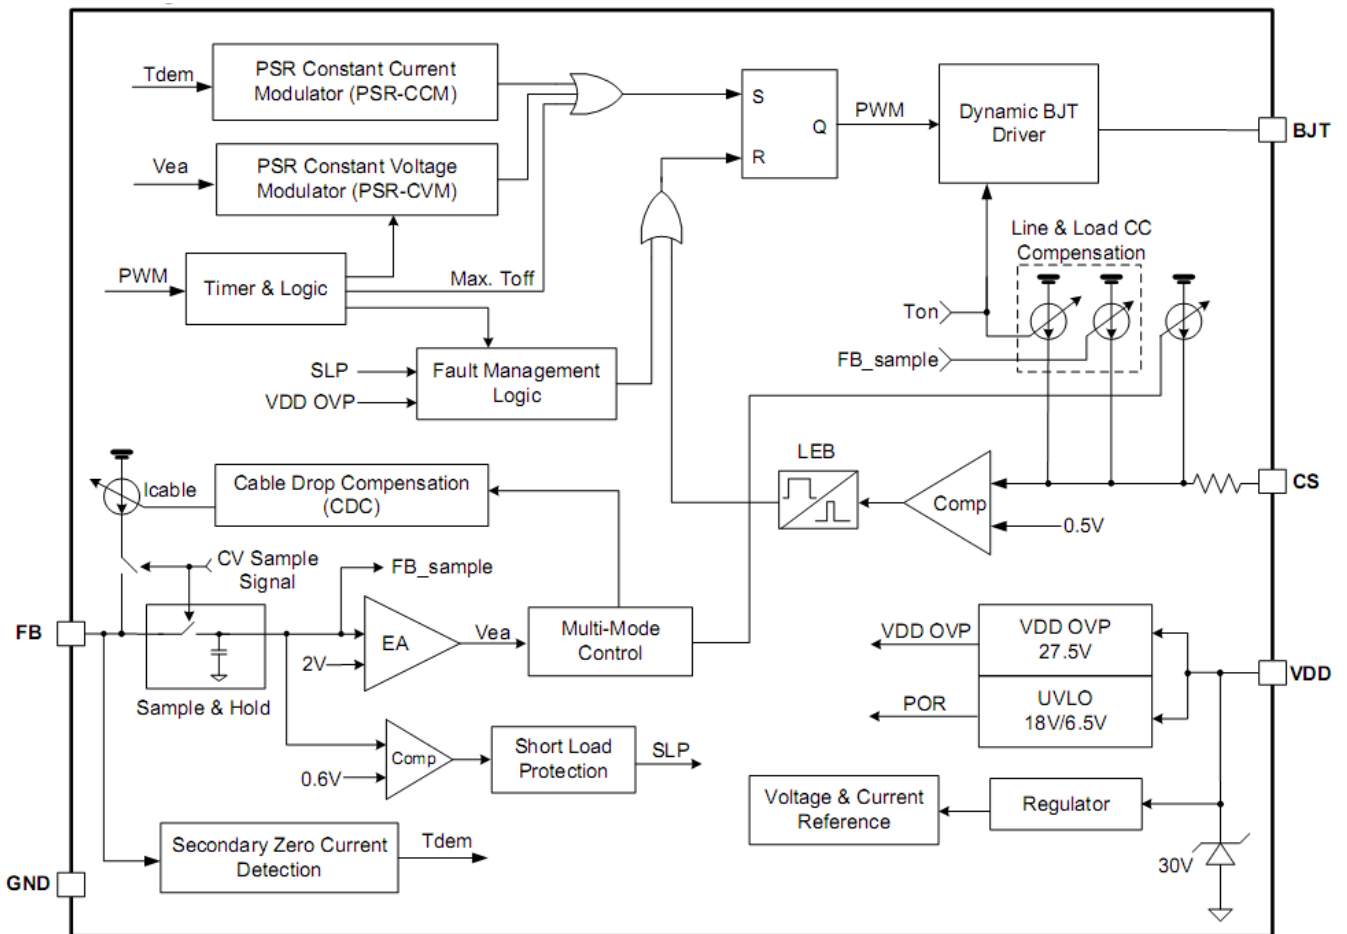 Tdem
PSR Constant Current
Modulator (PSR-CCM)
Vea
PSR Constant Voltage
Modulator (PSR-CVM)
PWM
Timer & Logic
Max. Toff
SLP
VDD OVP
Fault Management
Logic
S
R
Q
PWM
Dynamic BJT
Driver
BJT
Line & Load CC
Compensation
Ton
FB_sample
LEB
Comp
0.5V
CS
Icable
Cable Drop Compensation
(CDC)
CV Sample
Signal
FB_sample
FB
Sample & Hold
2V
EA
Vea
Multi-Mode
Control
0.6V
Comp
Short Load
Protection
SLP
Secondary Zero Current
Detection
Tdem
GND
VDD OVP
VDD OVP
27.5V
POR
UVLO
18V/6.5V
VDD
Voltage & Current
Reference
Regulator
30V